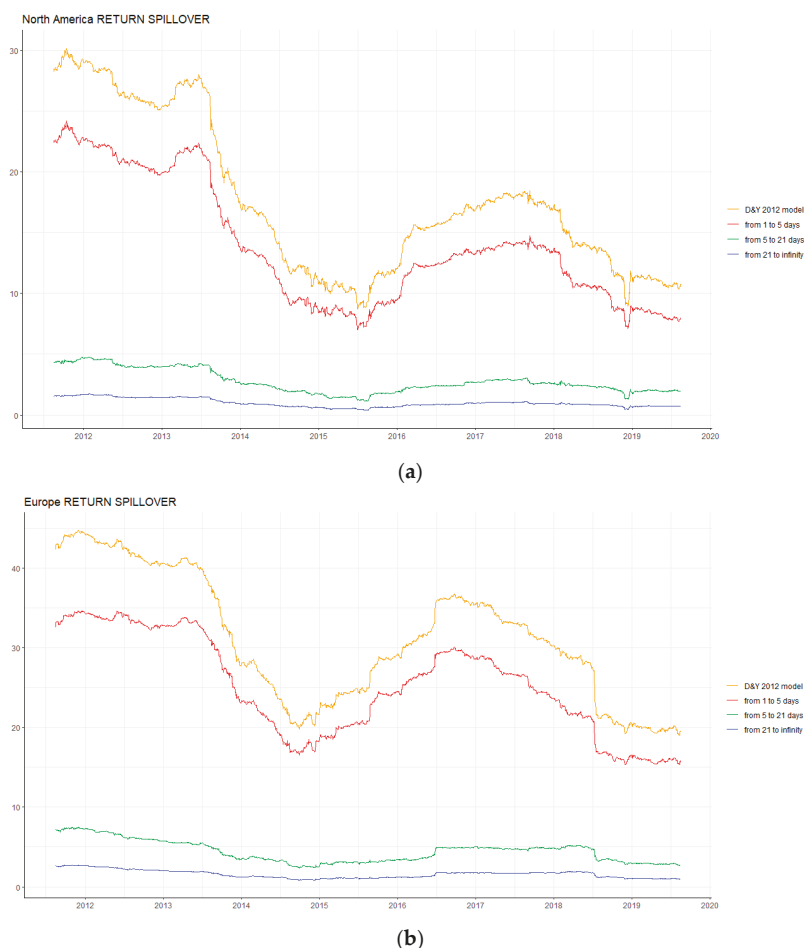 North America RETURN SPILLOVER
30
20
10
0
2012 2013 2014 2015 2016 2017 2018 2019 2020
D&Y 2012 model
from 1 to 5 days
from 5 to 21 days
from 21 to infinity
(a)
Europe RETURN SPILLOVER
40
30
20
10
0
2012 2013 2014 2015 2016 2017 2018 2019 2020
D&Y 2012 model
from 1 to 5 days
from 5 to 21 days
from 21 to infinity
(b)